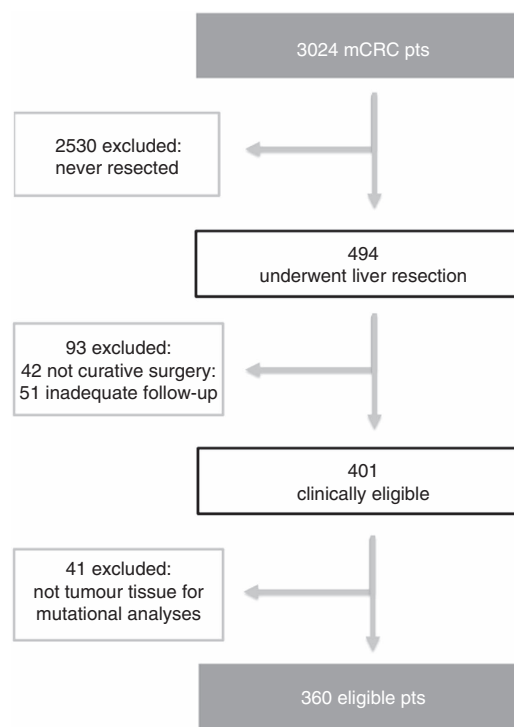 3024 mCRC pts
2530 excluded:
never resected
494
underwent liver resection
93 excluded:
42 not curative surgery:
51 inadequate follow-up
401
clinically eligible
41 excluded:
not tumour tissue for
mutational analyses
360 eligible pts